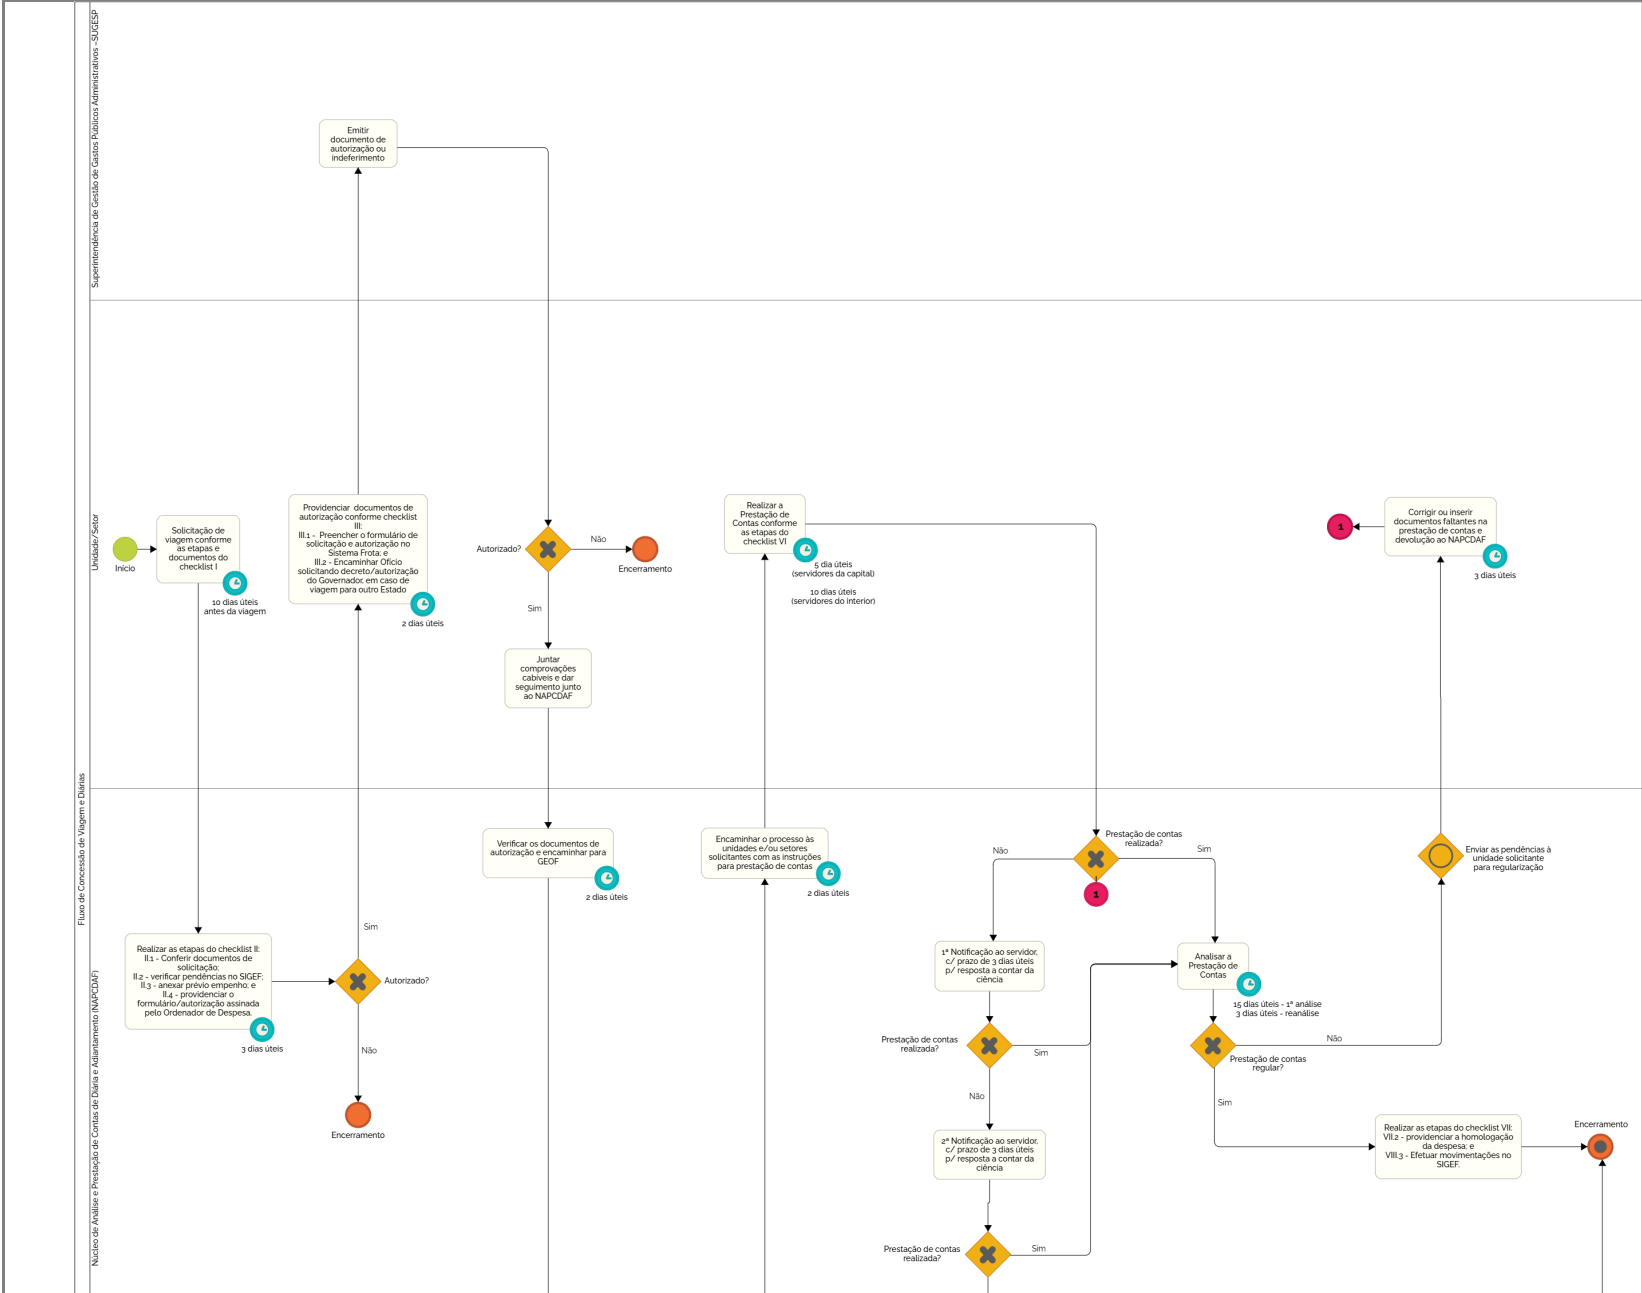 Fluxo de Concessão de Viagem e Diárias
Superintendência de Gestão de Gastos Públicos Administrativos -SUGESP
Emitir
documento de
autorização ou
indeferimento
Unidade/Setor
Início
Solicitação de
viagem conforme
as etapas e
documentos do
checklist I
10 dias úteis
antes da viagem
Providenciar documentos de
autorização conforme checklist
III:
III.1 - Preencher o formulário de
solicitação e autorização no
Sistema Frota; e
III.2 - Encaminhar Ofício
solicitando decreto/autorização
do Governador, em caso de
viagem para outro Estado
2 dias úteis
Autorizado?
Não
Encerramento
Sim
Juntar
comprovações
cabíveis e dar
seguimento junto
ao NAPCDAF
Realizar a
Prestação de
Contas conforme
as etapas do
checklist VI
5 dia úteis
(servidores da capital)
10 dias úteis
(servidores do interior)
1
Corrigir ou inserir
documentos faltantes na
prestação de contas e
devolução ao NAPCDAF
3 dias úteis
Núcleo de Análise e Prestação de Contas de Diária e Adiantamento (NAPCDAF)
Realizar as etapas do checklist II:
II.1 - Conferir documentos de
solicitação;
II.2 - verificar pendências no SIGEF;
II.3 - anexar prévio empenho; e
II.4 - providenciar o
formulário/autorização assinada
pelo Ordenador de Despesa.
3 dias úteis
Sim
Autorizado?
Não
Encerramento
Verificar os documentos de
autorização e encaminhar para
GEOF
2 dias úteis
Encaminhar o processo às
unidades e/ou setores
solicitantes com as instruções
para prestação de contas
2 dias úteis
Prestação de contas
realizada?
Não
Sim
1
1ª Notificação ao servidor,
c/ prazo de 3 dias úteis
p/ resposta a contar da
ciência
Prestação de contas
realizada?
Sim
Não
2ª Notificação ao servidor,
c/ prazo de 3 dias úteis
p/ resposta a contar da
ciência
Prestação de contas
realizada?
Sim
Analisar a
Prestação de
Contas
15 dias úteis - 1ª análise
3 dias úteis - reanálise
Prestação de contas
regular?
Não
Sim
Enviar as pendências à
unidade solicitante
para regularização
Realizar as etapas do checklist VII:
VII.2 - providenciar a homologação
da despesa; e
VIII.3 - Efetuar movimentações no
SIGEF.
Encerramento